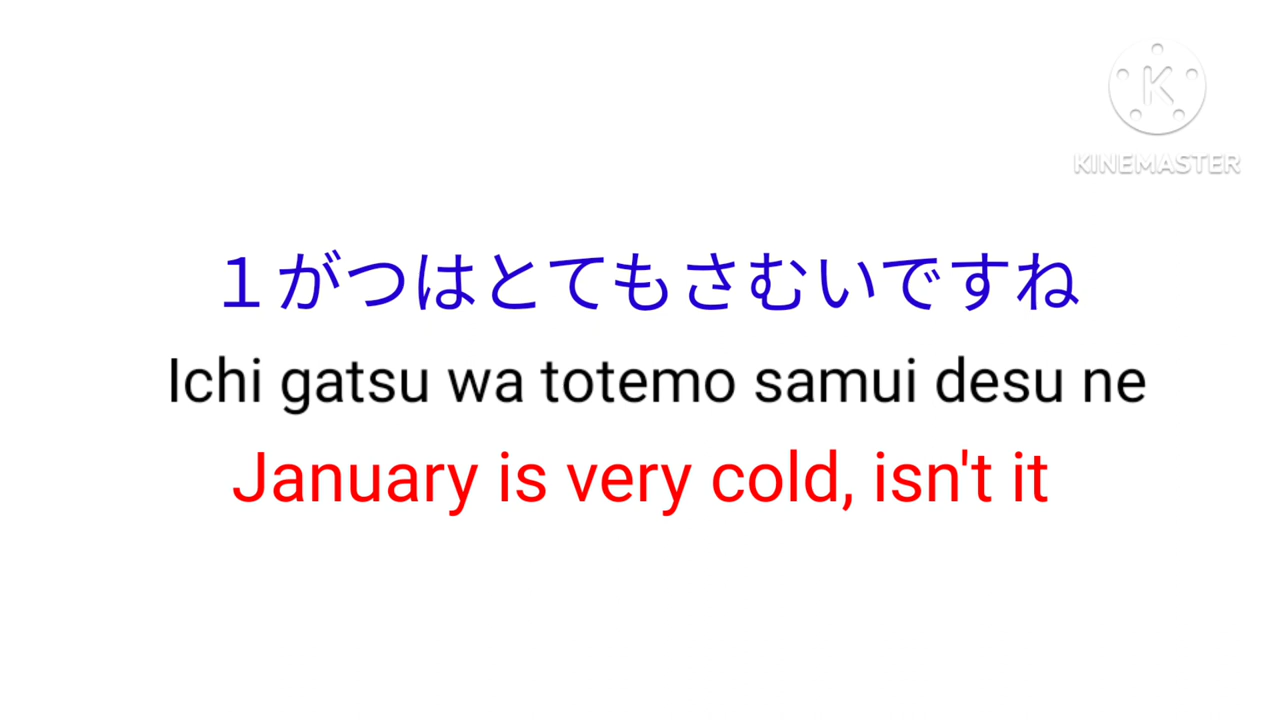 K
KINEMASTER
１がつはとてもさむいですね
Ichi gatsu wa totemo samui desu ne
January is very cold, isn't it